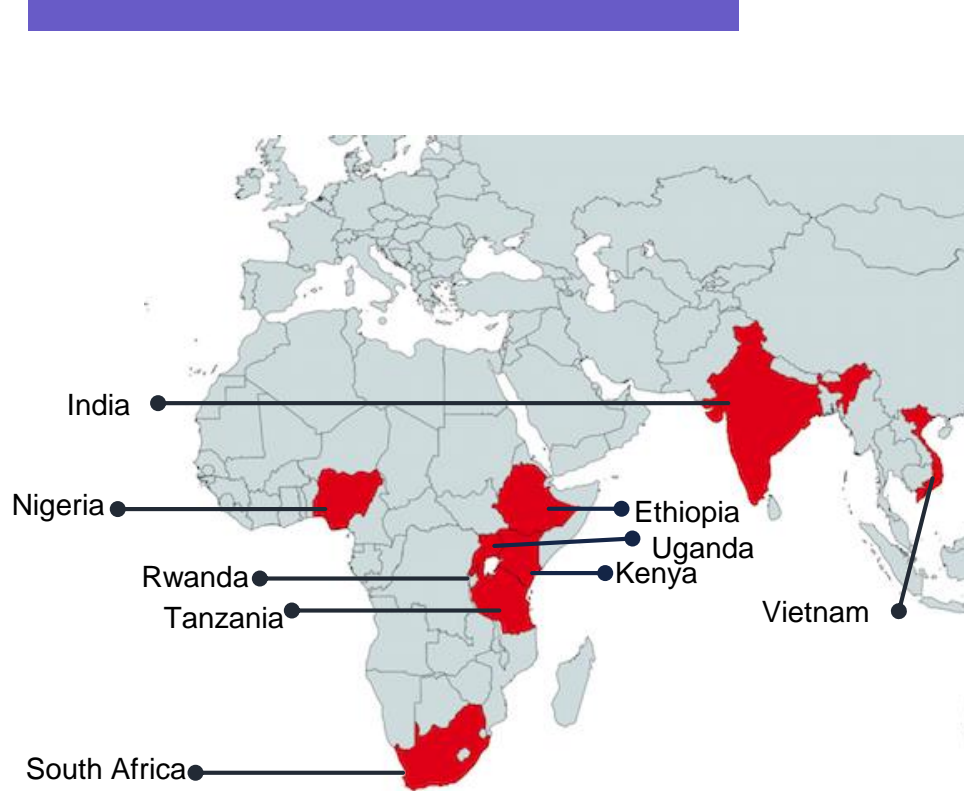 India
Nigeria
Ethiopia
Uganda
Rwanda
Kenya
Tanzania
Vietnam
South Africa